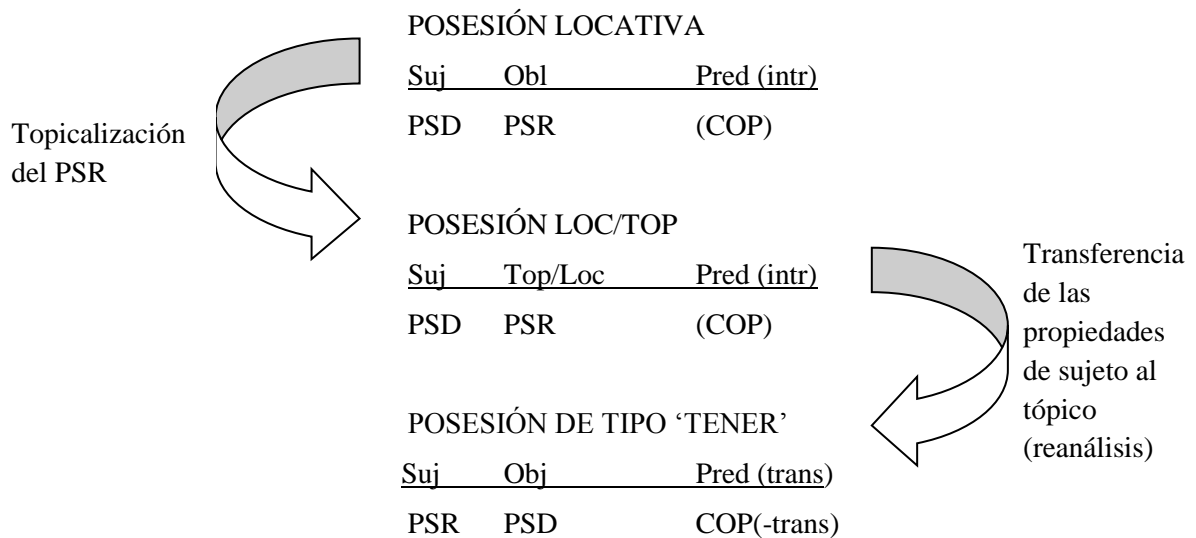 POSESIÓN LOCATIVA
Suj Obl Pred (intr)
PSD PSR (COP)
Topicalización
del PSR
POSESIÓN LOC/TOP
Suj Top/Loc Pred (intr)
PSD PSR (COP)
Transferencia
de las
propiedades
de sujeto al
tópico
(reanálisis)
POSESIÓN DE TIPO ‘TENER’
Suj Obj Pred (trans)
PSR PSD COP(-trans)